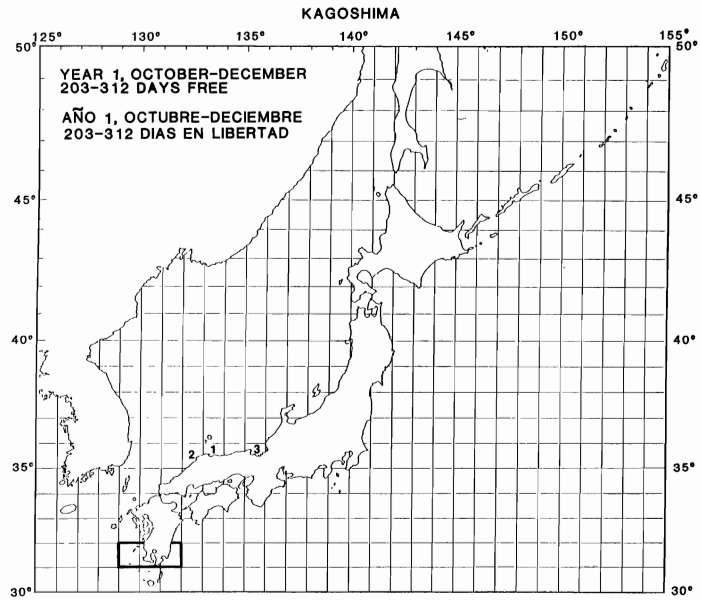 KAGOSHIMA
125° 130° 135° 140° 145° 150° 155°
50° 50°
YEAR 1, OCTOBER-DECEMBER
203-312 DAYS FREE
AÑO 1, OCTUBRE-DECIEMBRE
203-312 DIAS EN LIBERTAD
45° 45°
40° 40°
2 1 3
35° 35°
30° 30°